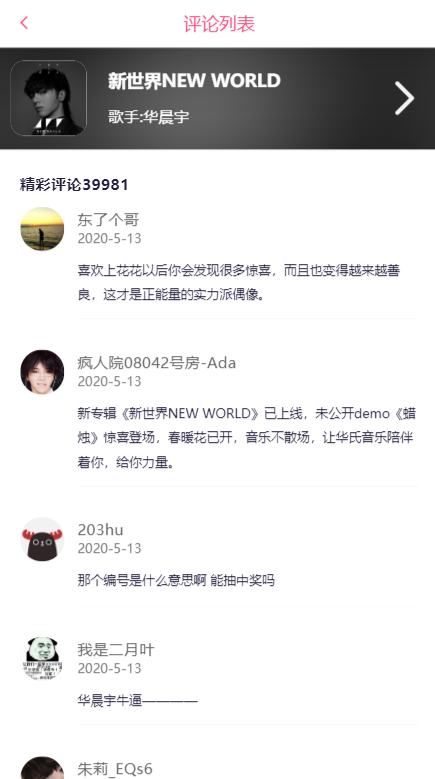 评论列表
新世界NEW WORLD
歌手:华晨宇
精彩评论39981
东了个哥
2020-5-13
喜欢上花花以后你会发现很多惊喜，而且也变得越来越善
良，这才是正能量的实力派偶像。
疯人院08042号房-Ada
2020-5-13
新专辑《新世界NEW WORLD》已上线，未公开demo《蜡
烛》惊喜登场，春暖花已开，音乐不散场，让华氏音乐陪伴
着你，给你力量。
203hu
2020-5-13
那个编号是什么意思啊 能抽中奖吗
我是二月叶
2020-5-13
华晨宇牛逼————
朱莉_EQs6